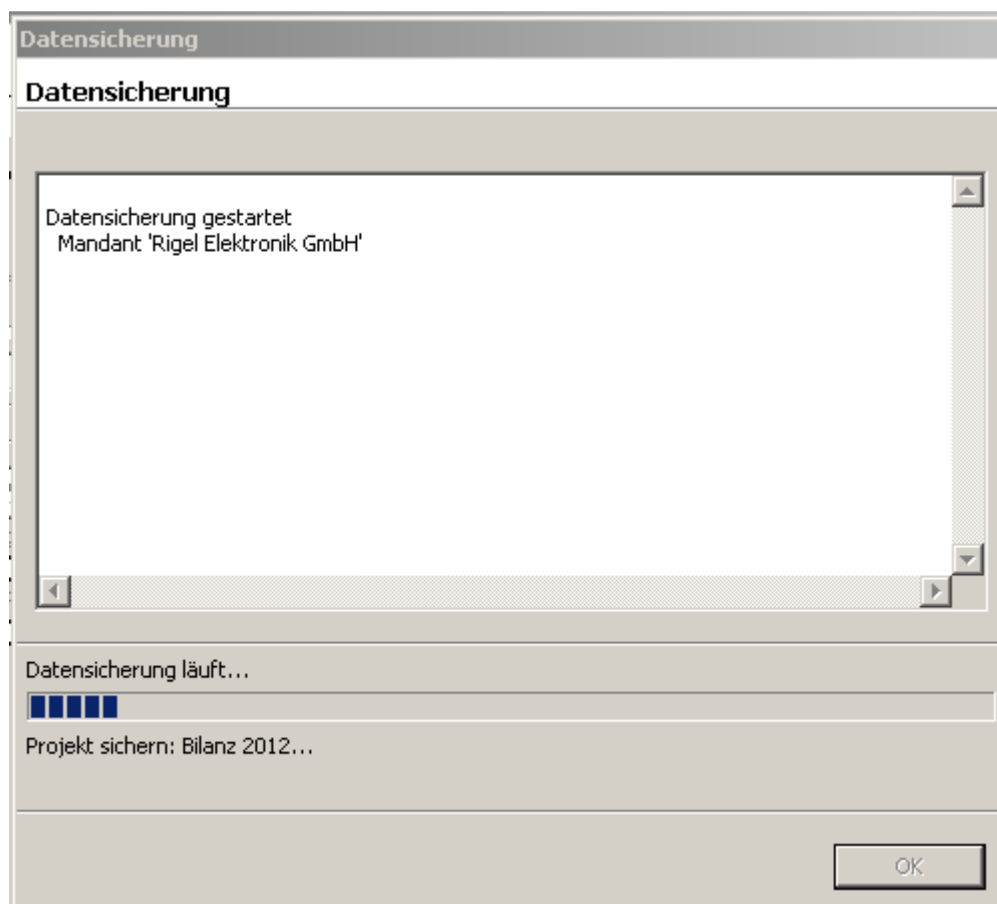 Datensicherung
Datensicherung
Datensicherung gestartet
Mandant 'Rigel Elektronik GmbH'
Datensicherung läuft...
Projekt sichern: Bilanz 2012...
OK